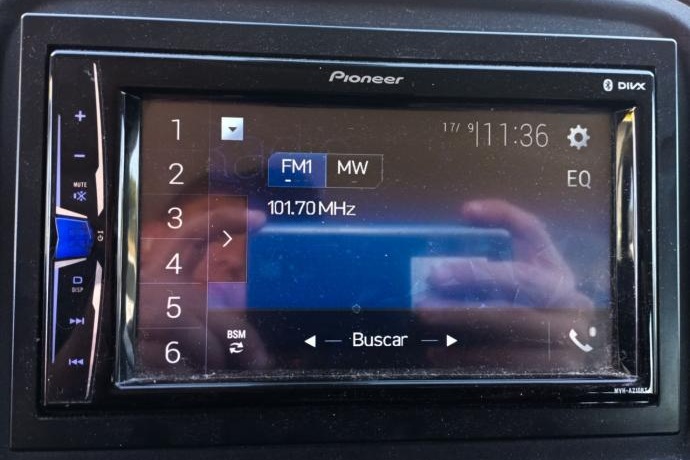 Pioneer
DIVX
+
−
MUTE
DISP
1
2
3
4
5
6
17/ 9 11:36
EQ
FM1 MW
101.70 MHz
BSM
Buscar